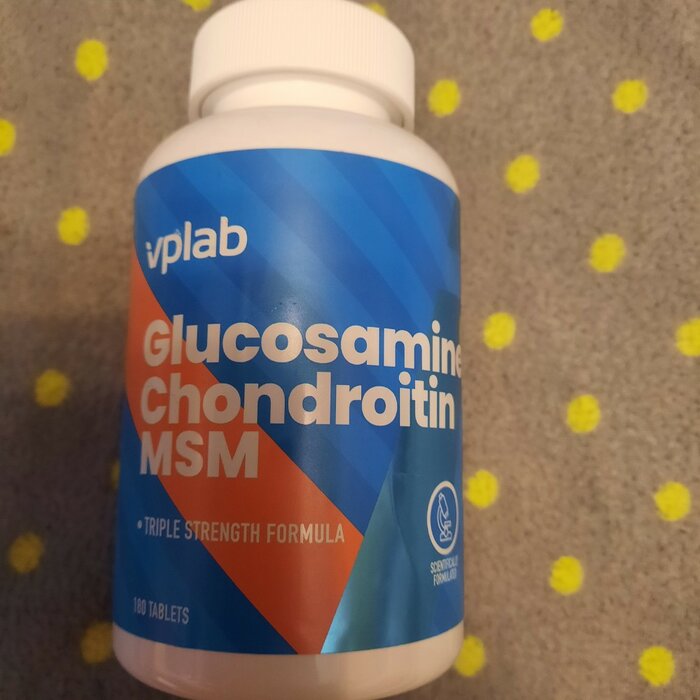 vplab
Glucosamine
Chondroitin
MSM
• TRIPLE STRENGTH FORMULA
SCIENTIFICALLY
FORMULATED
180 TABLETS